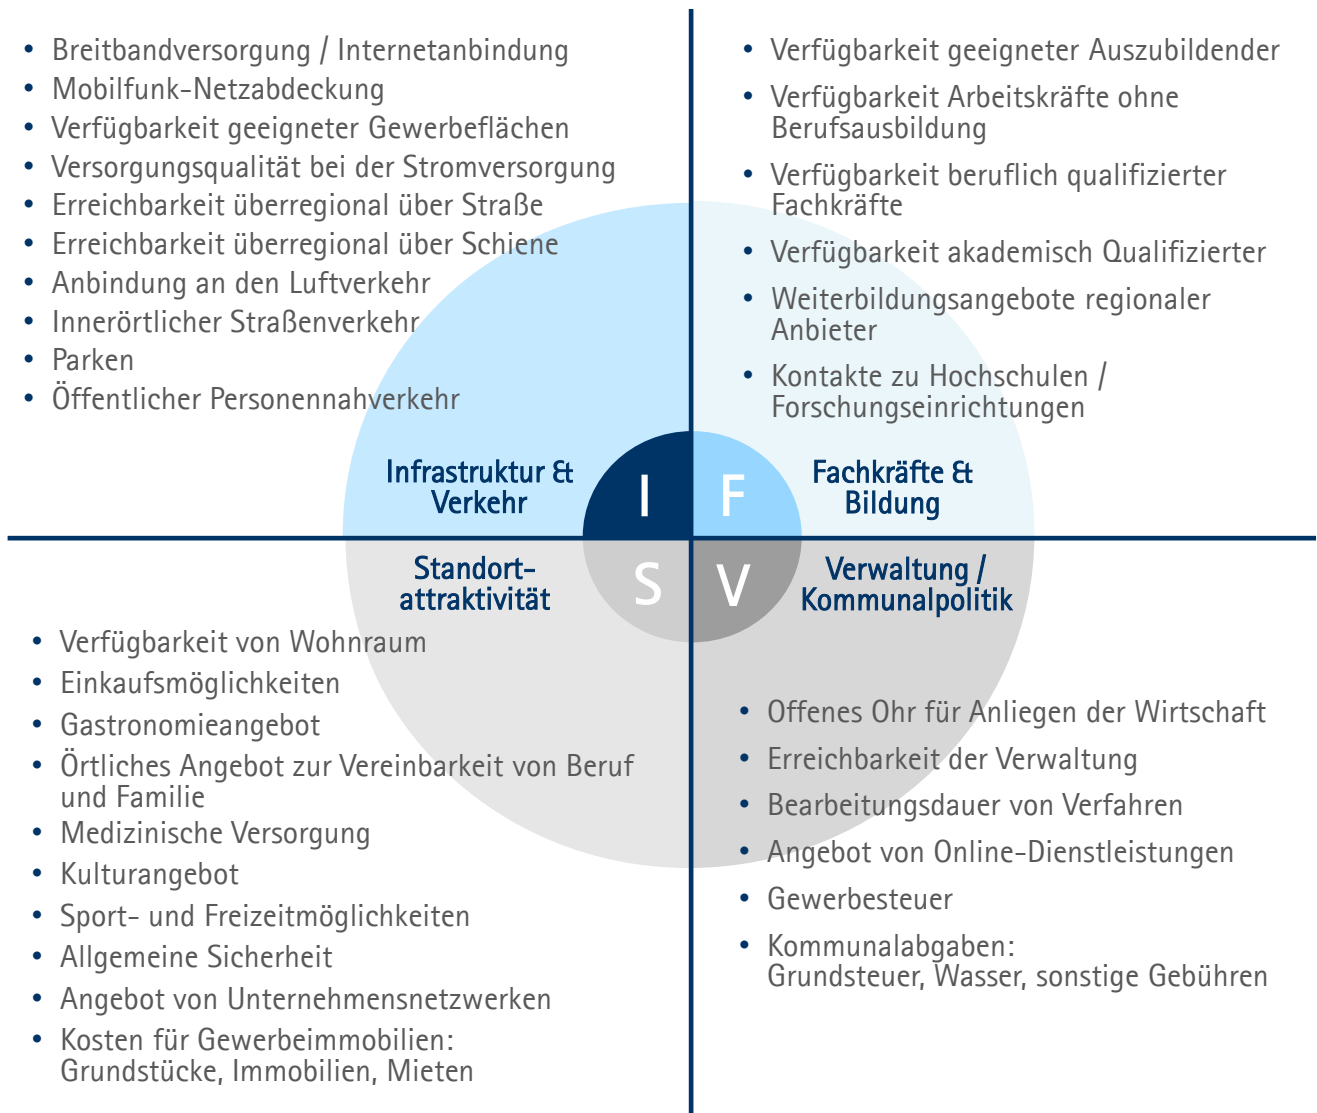 • Breitbandversorgung / Internetanbindung
• Mobilfunk-Netzabdeckung
• Verfügbarkeit geeigneter Gewerbeflächen
• Versorgungsqualität bei der Stromversorgung
• Erreichbarkeit überregional über Straße
• Erreichbarkeit überregional über Schiene
• Anbindung an den Luftverkehr
• Innerörtlicher Straßenverkehr
• Parken
• Öffentlicher Personennahverkehr
Infrastruktur &
Verkehr
I
• Verfügbarkeit geeigneter Auszubildender
• Verfügbarkeit Arbeitskräfte ohne
Berufsausbildung
• Verfügbarkeit beruflich qualifizierter
Fachkräfte
• Verfügbarkeit akademisch Qualifizierter
• Weiterbildungsangebote regionaler
Anbieter
• Kontakte zu Hochschulen /
Forschungseinrichtungen
F
Fachkräfte &
Bildung
Standort-
attraktivität
S
• Verfügbarkeit von Wohnraum
• Einkaufsmöglichkeiten
• Gastronomieangebot
• Örtliches Angebot zur Vereinbarkeit von Beruf
und Familie
• Medizinische Versorgung
• Kulturangebot
• Sport- und Freizeitmöglichkeiten
• Allgemeine Sicherheit
• Angebot von Unternehmensnetzwerken
• Kosten für Gewerbeimmobilien:
Grundstücke, Immobilien, Mieten
V
Verwaltung /
Kommunalpolitik
• Offenes Ohr für Anliegen der Wirtschaft
• Erreichbarkeit der Verwaltung
• Bearbeitungsdauer von Verfahren
• Angebot von Online-Dienstleistungen
• Gewerbesteuer
• Kommunalabgaben:
Grundsteuer, Wasser, sonstige Gebühren